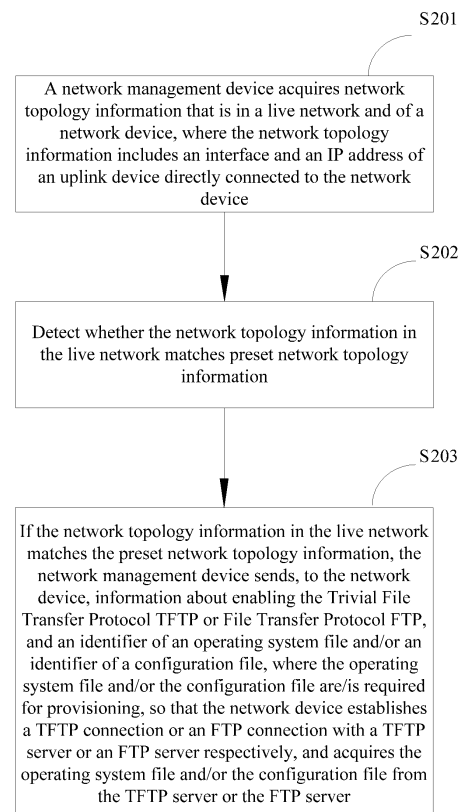 S201
A network management device acquires network
topology information that is in a live network and of a
network device, where the network topology
information includes an interface and an IP address of
an uplink device directly connected to the network
device
S202
Detect whether the network topology information in
the live network matches preset network topology
information
S203
If the network topology information in the live network
matches the preset network topology information, the
network management device sends, to the network
device, information about enabling the Trivial File
Transfer Protocol TFTP or File Transfer Protocol FTP,
and an identifier of an operating system file and/or an
identifier of a configuration file, where the operating
system file and/or the configuration file are/is required
for provisioning, so that the network device establishes
a TFTP connection or an FTP connection with a TFTP
server or an FTP server respectively, and acquires the
operating system file and/or the configuration file from
the TFTP server or the FTP server